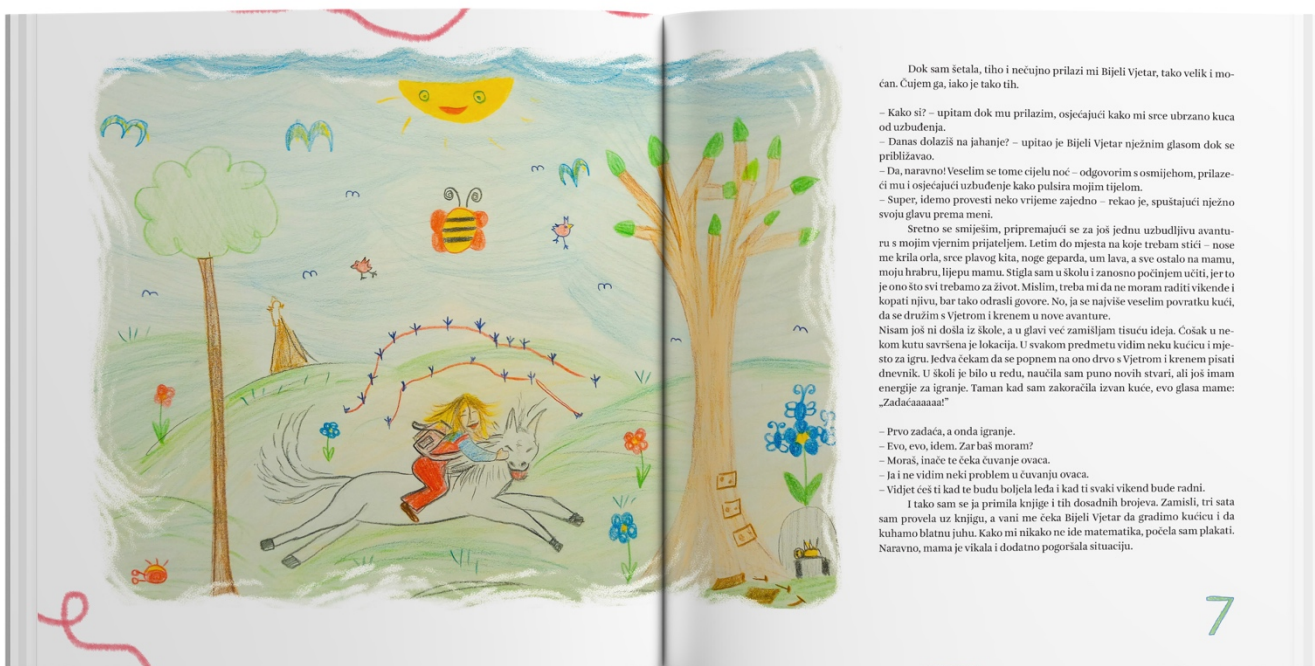 Dok sam šetala, tiho i nečujno prilazi mi Bijeli Vjetar, tako velik i mo-
ćan. Čujem ga, iako je tako tih.
– Kako si? – upitam dok mu prilazim, osjećajući kako mi srce ubrzano kuca
od uzbuđenja.
– Danas dolaziš na jahanje? – upitao je Bijeli Vjetar nježnim glasom dok se
približavao.
– Da, naravno! Veselim se tome cijelu noć – odgovorim s osmijehom, prilaze-
ći mu i osjećajući uzbuđenje kako pulsira mojim tijelom.
– Super, idemo provesti neko vrijeme zajedno – rekao je, spuštajući nježno
svoju glavu prema meni.
Sretno se smiješim, pripremajući se za još jednu uzbudljivu avantu-
ru s mojim vjernim prijateljem. Letim do mjesta na koje trebam stići – nose
me krila orla, srce plavog kita, noge geparda, um lava, a sve ostalo na mamu,
moju hrabru, lijepu mamu. Stigla sam u školu i zanosno počinjem učiti, jer to
je ono što svi trebamo za život. Mislim, treba mi da ne moram raditi vikende i
kopati njivu, bar tako odrasli govore. No, ja se najviše veselim povratku kući,
da se družim s Vjetrom i krenem u nove avanture.
Nisam još ni došla iz škole, a u glavi već zamišljam tisuću ideja. Ćošak u ne-
kom kutu savršena je lokacija. U svakom predmetu vidim neku kućicu i mje-
sto za igru. Jedva čekam da se popnem na ono drvo s Vjetrom i krenem pisati
dnevnik. U školi je bilo u redu, naučila sam puno novih stvari, ali još imam
energije za igranje. Taman kad sam zakoračila izvan kuće, evo glasa mame:
„Zadaćaaaaaa!”
– Prvo zadaća, a onda igranje.
– Evo, evo, idem. Zar baš moram?
– Moraš, inače te čeka čuvanje ovaca.
– Ja i ne vidim neki problem u čuvanju ovaca.
– Vidjet ćeš ti kad te budu boljela leđa i kad ti svaki vikend bude radni.
I tako sam se ja primila knjige i tih dosadnih brojeva. Zamisli, tri sata
sam provela uz knjigu, a vani me čeka Bijeli Vjetar da gradimo kućicu i da
kuhamo blatnu juhu. Kako mi nikako ne ide matematika, počela sam plakati.
Naravno, mama je vikala i dodatno pogoršala situaciju.
7